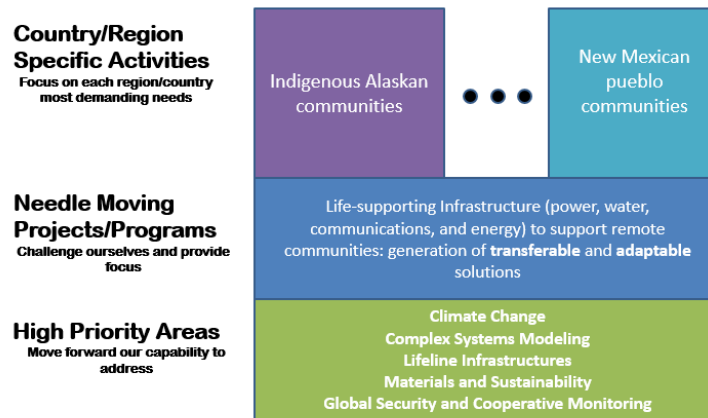 Country/Region
Specific Activities
Focus on each region/country
most demanding needs
Indigenous Alaskan
communities
New Mexican
pueblo
communities
Needle Moving
Projects/Programs
Challenge ourselves and provide
focus
Life-supporting Infrastructure (power, water,
communications, and energy) to support remote
communities: generation of transferable and adaptable
solutions
High Priority Areas
Move forward our capability to
address
Climate Change
Complex Systems Modeling
Lifeline Infrastructures
Materials and Sustainability
Global Security and Cooperative Monitoring